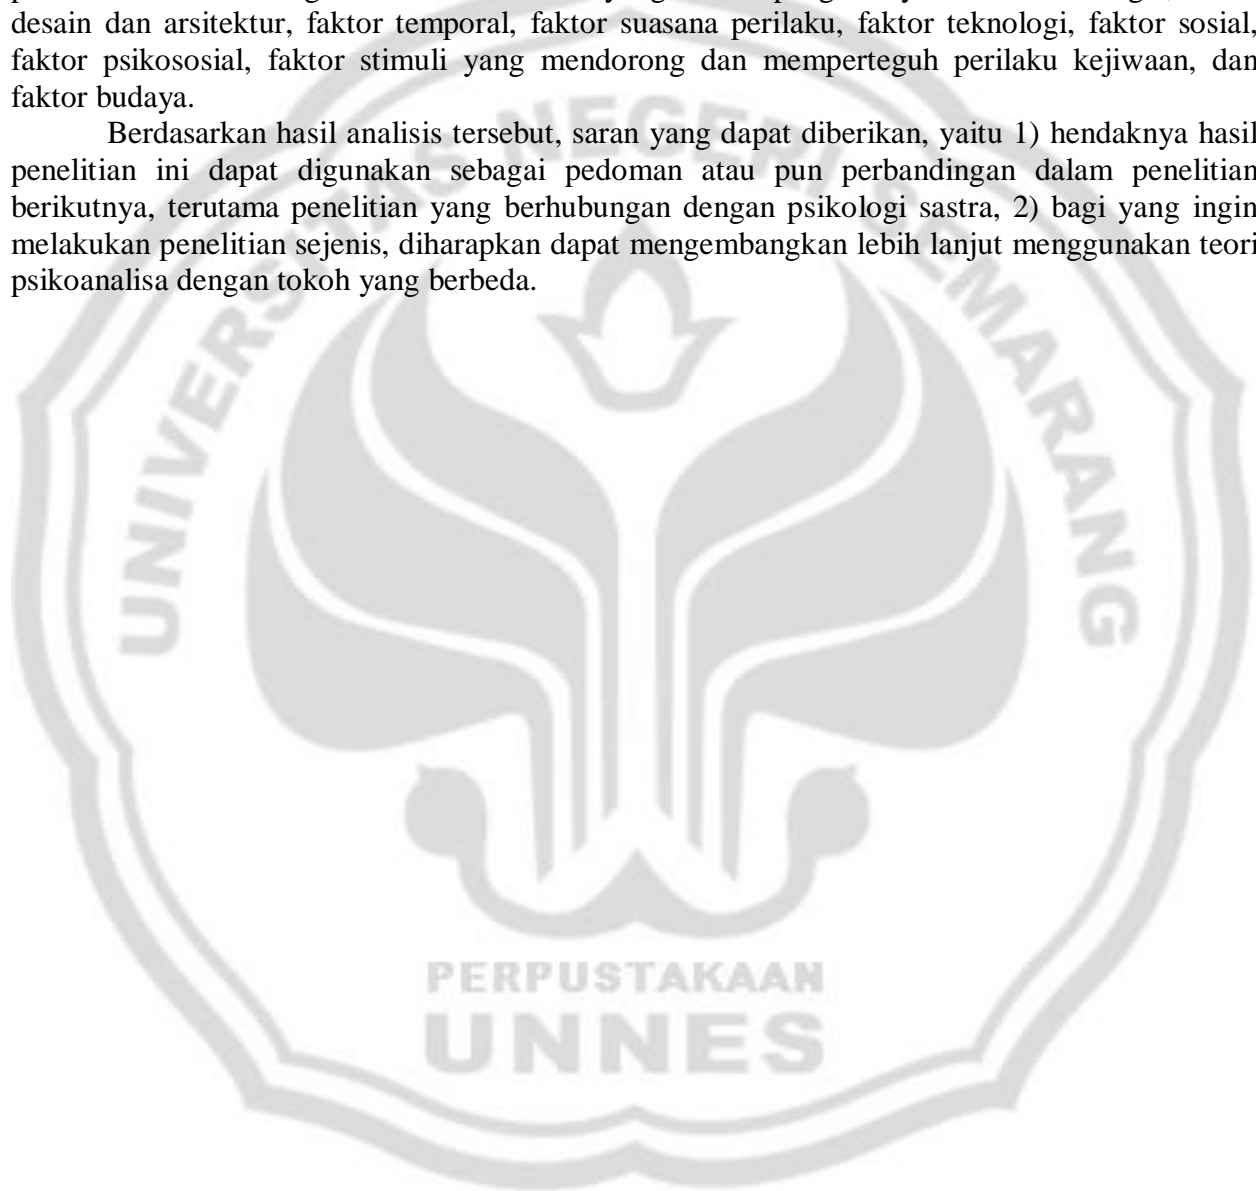 desain dan arsitektur, faktor temporal, faktor suasana perilaku, faktor teknologi, faktor sosial,
faktor psikososial, faktor stimuli yang mendorong dan memperteguh perilaku kejiwaan, dan
faktor budaya.
Berdasarkan hasil analisis tersebut, saran yang dapat diberikan, yaitu 1) hendaknya hasil
penelitian ini dapat digunakan sebagai pedoman atau pun perbandingan dalam penelitian
berikutnya, terutama penelitian yang berhubungan dengan psikologi sastra, 2) bagi yang ingin
melakukan penelitian sejenis, diharapkan dapat mengembangkan lebih lanjut menggunakan teori
psikoanalisa dengan tokoh yang berbeda.
UNIVERSITAS NEGERI SEMARANG
PERPUSTAKAAN
UNNES